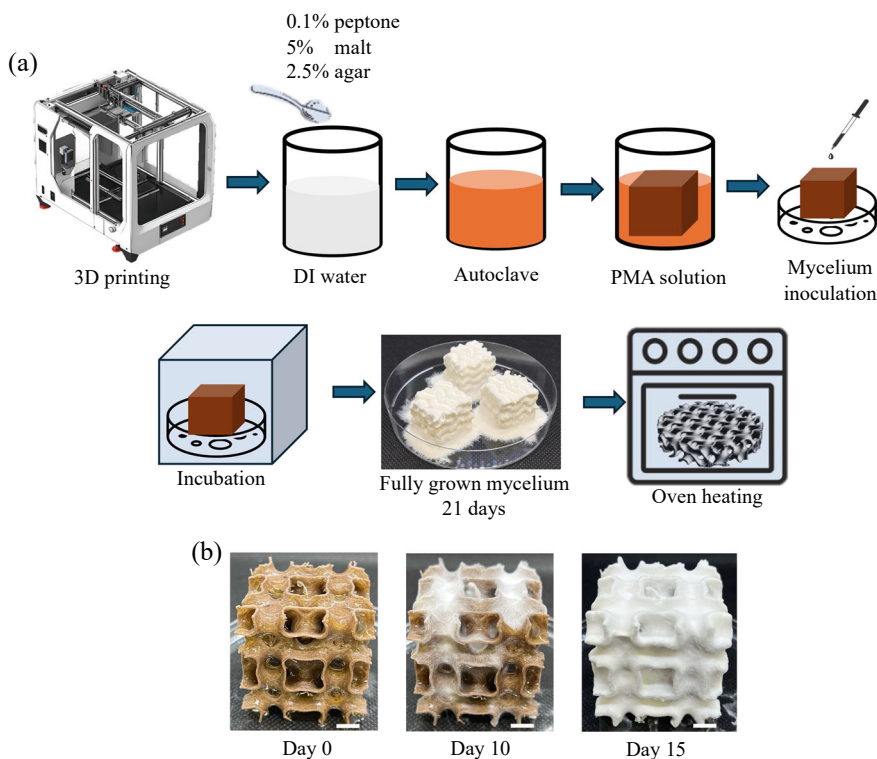 0.1% peptone
5% malt
2.5% agar
(a)
3D printing
DI water
Autoclave
PMA solution
Mycelium
inoculation
Incubation
Fully grown mycelium
21 days
Oven heating
(b)
Day 0
Day 10
Day 15